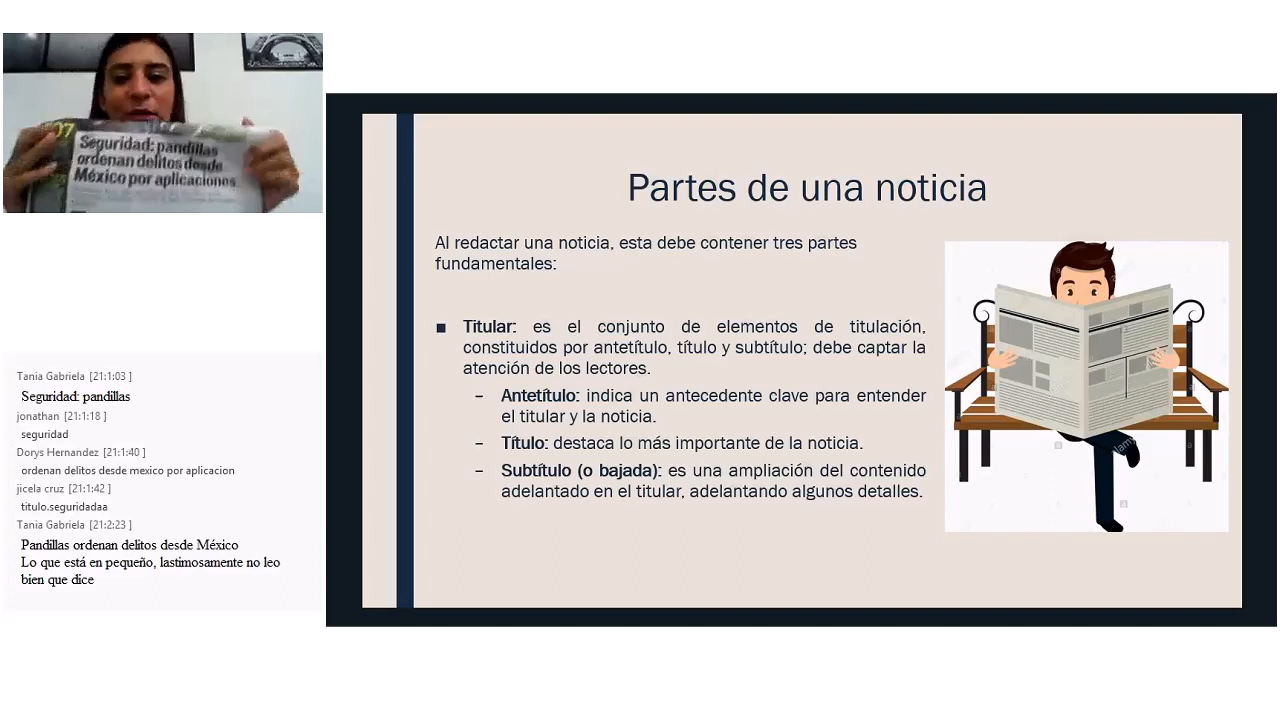 07
Seguridad: pandillas
ordenan delitos desde
México por aplicaciones
Tania Gabriela [21:1:03 ]
Seguridad: pandillas
jonathan [21:1:18 ]
seguridad
Dorys Hernandez [21:1:40 ]
ordenan delitos desde mexico por aplicacion
jicela cruz [21:1:42 ]
titulo.seguridadaa
Tania Gabriela [21:2:23 ]
Pandillas ordenan delitos desde México
Lo que está en pequeño, lastimosamente no leo
bien que dice
Partes de una noticia
Al redactar una noticia, esta debe contener tres partes
fundamentales:
■ Titular: es el conjunto de elementos de titulación,
constituidos por antetítulo, título y subtítulo; debe captar la
atención de los lectores.
– Antetítulo: indica un antecedente clave para entender
el titular y la noticia.
– Título: destaca lo más importante de la noticia.
– Subtítulo (o bajada): es una ampliación del contenido
adelantado en el titular, adelantando algunos detalles.